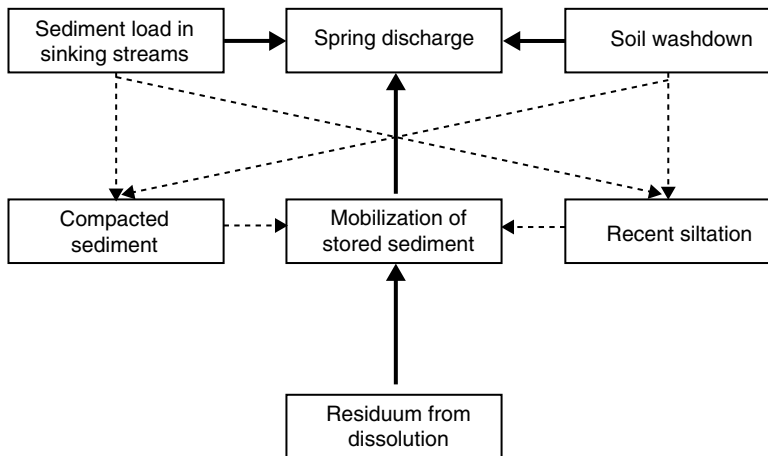 Sediment load in
sinking streams
Spring discharge
Soil washdown
Compacted
sediment
Mobilization of
stored sediment
Recent siltation
Residuum from
dissolution